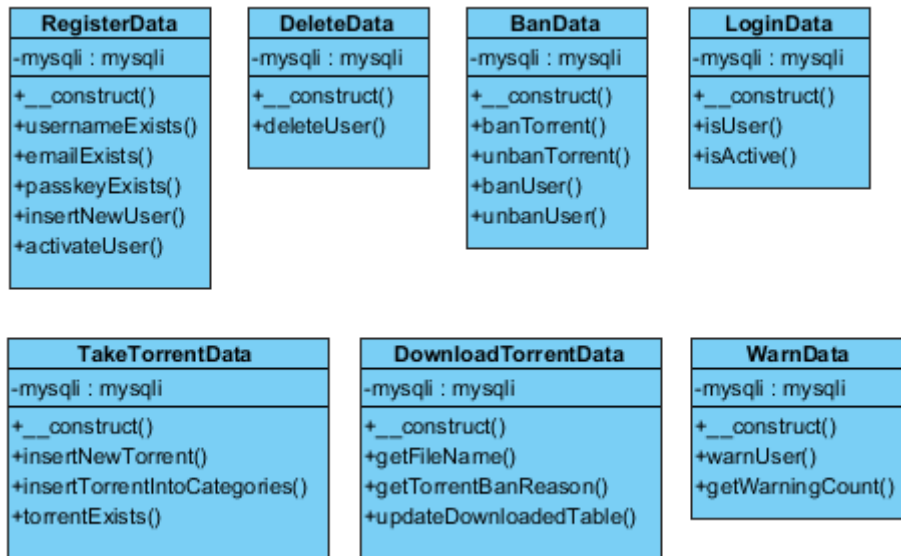 RegisterData
-mysqli : mysqli
+__construct()
+usernameExists()
+emailExists()
+passkeyExists()
+insertNewUser()
+activateUser()
DeleteData
-mysqli : mysqli
+__construct()
+deleteUser()
BanData
-mysqli : mysqli
+__construct()
+banTorrent()
+unbanTorrent()
+banUser()
+unbanUser()
LoginData
-mysqli : mysqli
+__construct()
+isUser()
+isActive()
TakeTorrentData
-mysqli : mysqli
+__construct()
+insertNewTorrent()
+insertTorrentIntoCategories()
+torrentExists()
DownloadTorrentData
-mysqli : mysqli
+__construct()
+getFileName()
+getTorrentBanReason()
+updateDownloadedTable()
WarnData
-mysqli : mysqli
+__construct()
+warnUser()
+getWarningCount()